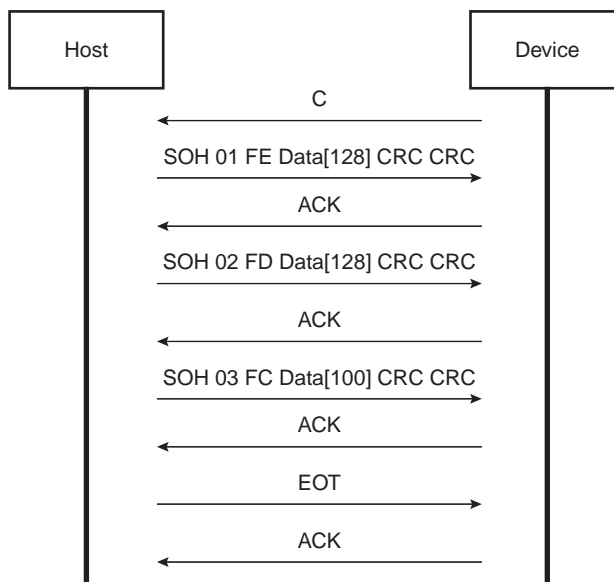 Host
Device
C
SOH 01 FE Data[128] CRC CRC
ACK
SOH 02 FD Data[128] CRC CRC
ACK
SOH 03 FC Data[100] CRC CRC
ACK
EOT
ACK